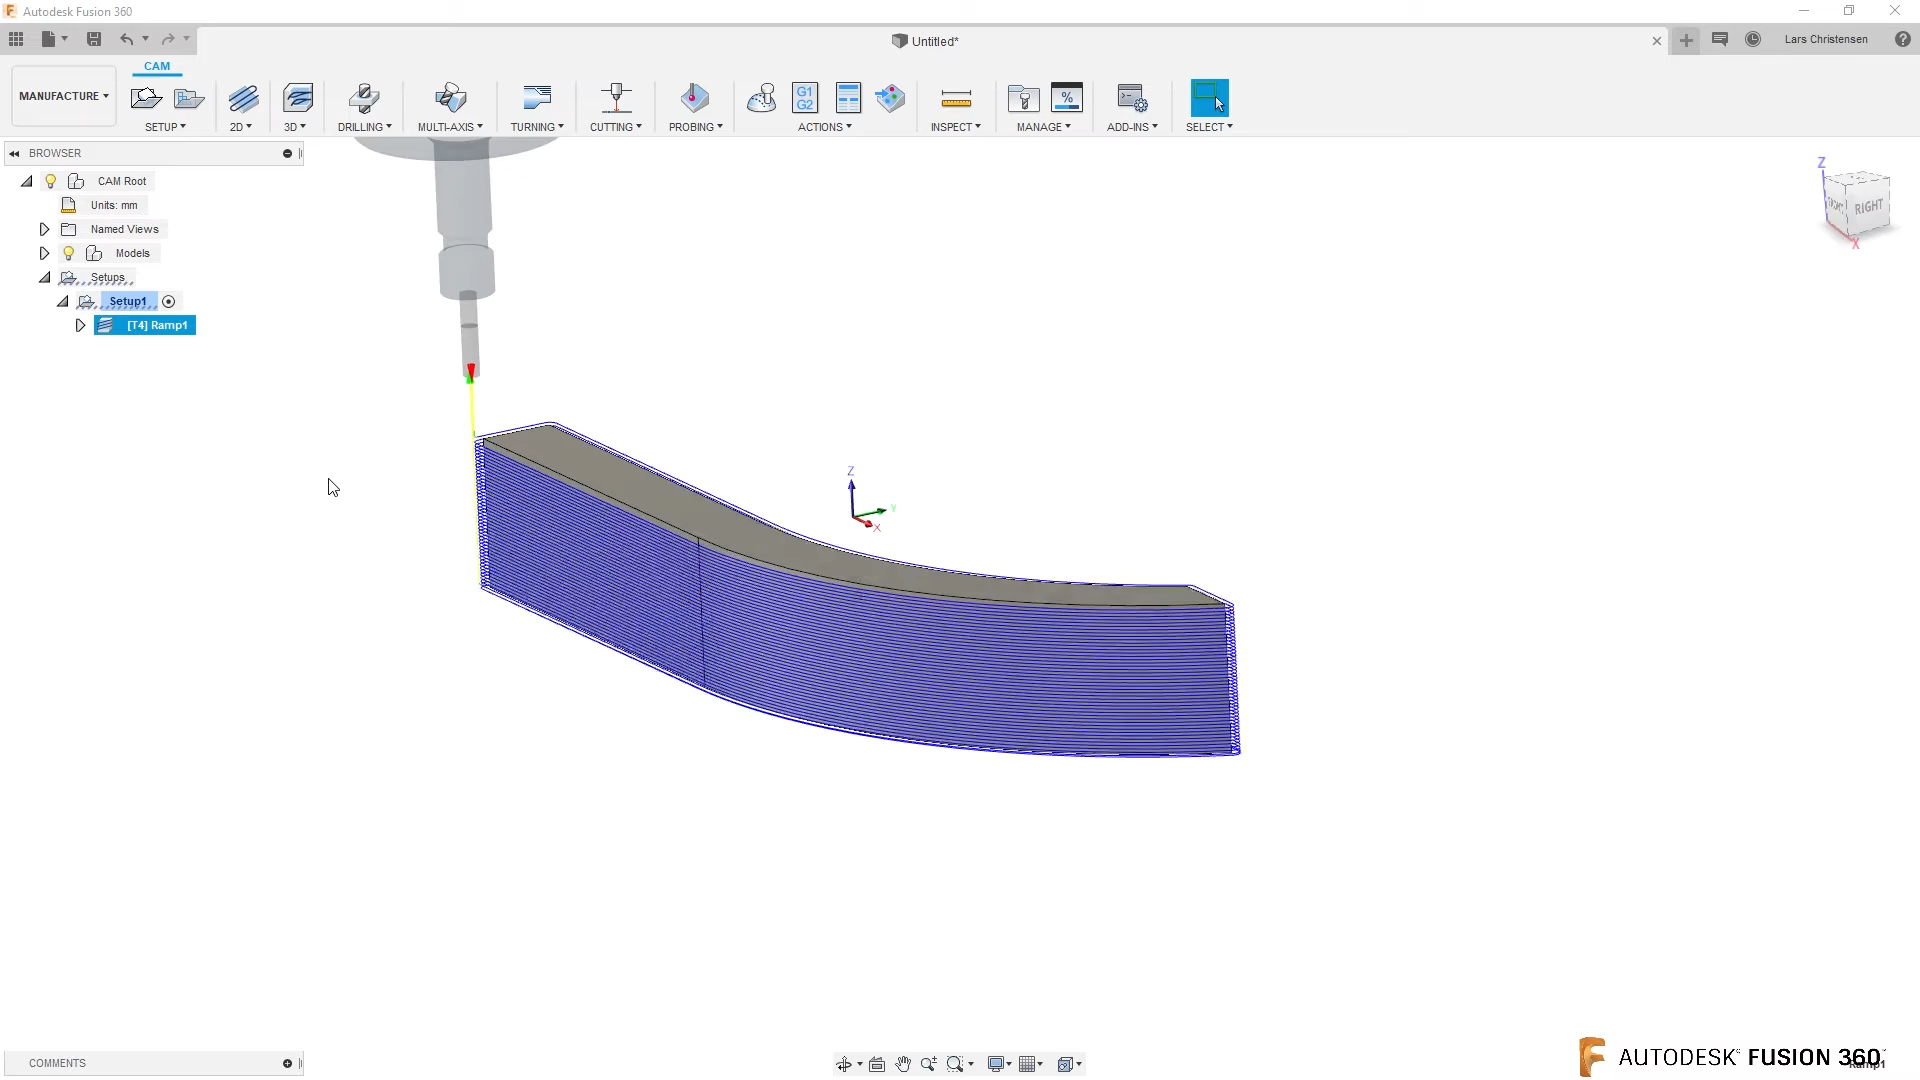 Autodesk Fusion 360
Untitled*
Lars Christensen
CAM
MANUFACTURE
SETUP
2D
3D
DRILLING
MULTI-AXIS
TURNING
CUTTING
PROBING
G1
G2
ACTIONS
INSPECT
%
MANAGE
ADD-INS
SELECT
BROWSER
CAM Root
Units: mm
Named Views
Models
Setups
Setup1
[T4] Ramp1
Z
FRONT
RIGHT
X
Z
Y
X
COMMENTS
AUTODESK® FUSION 360
Ramp1